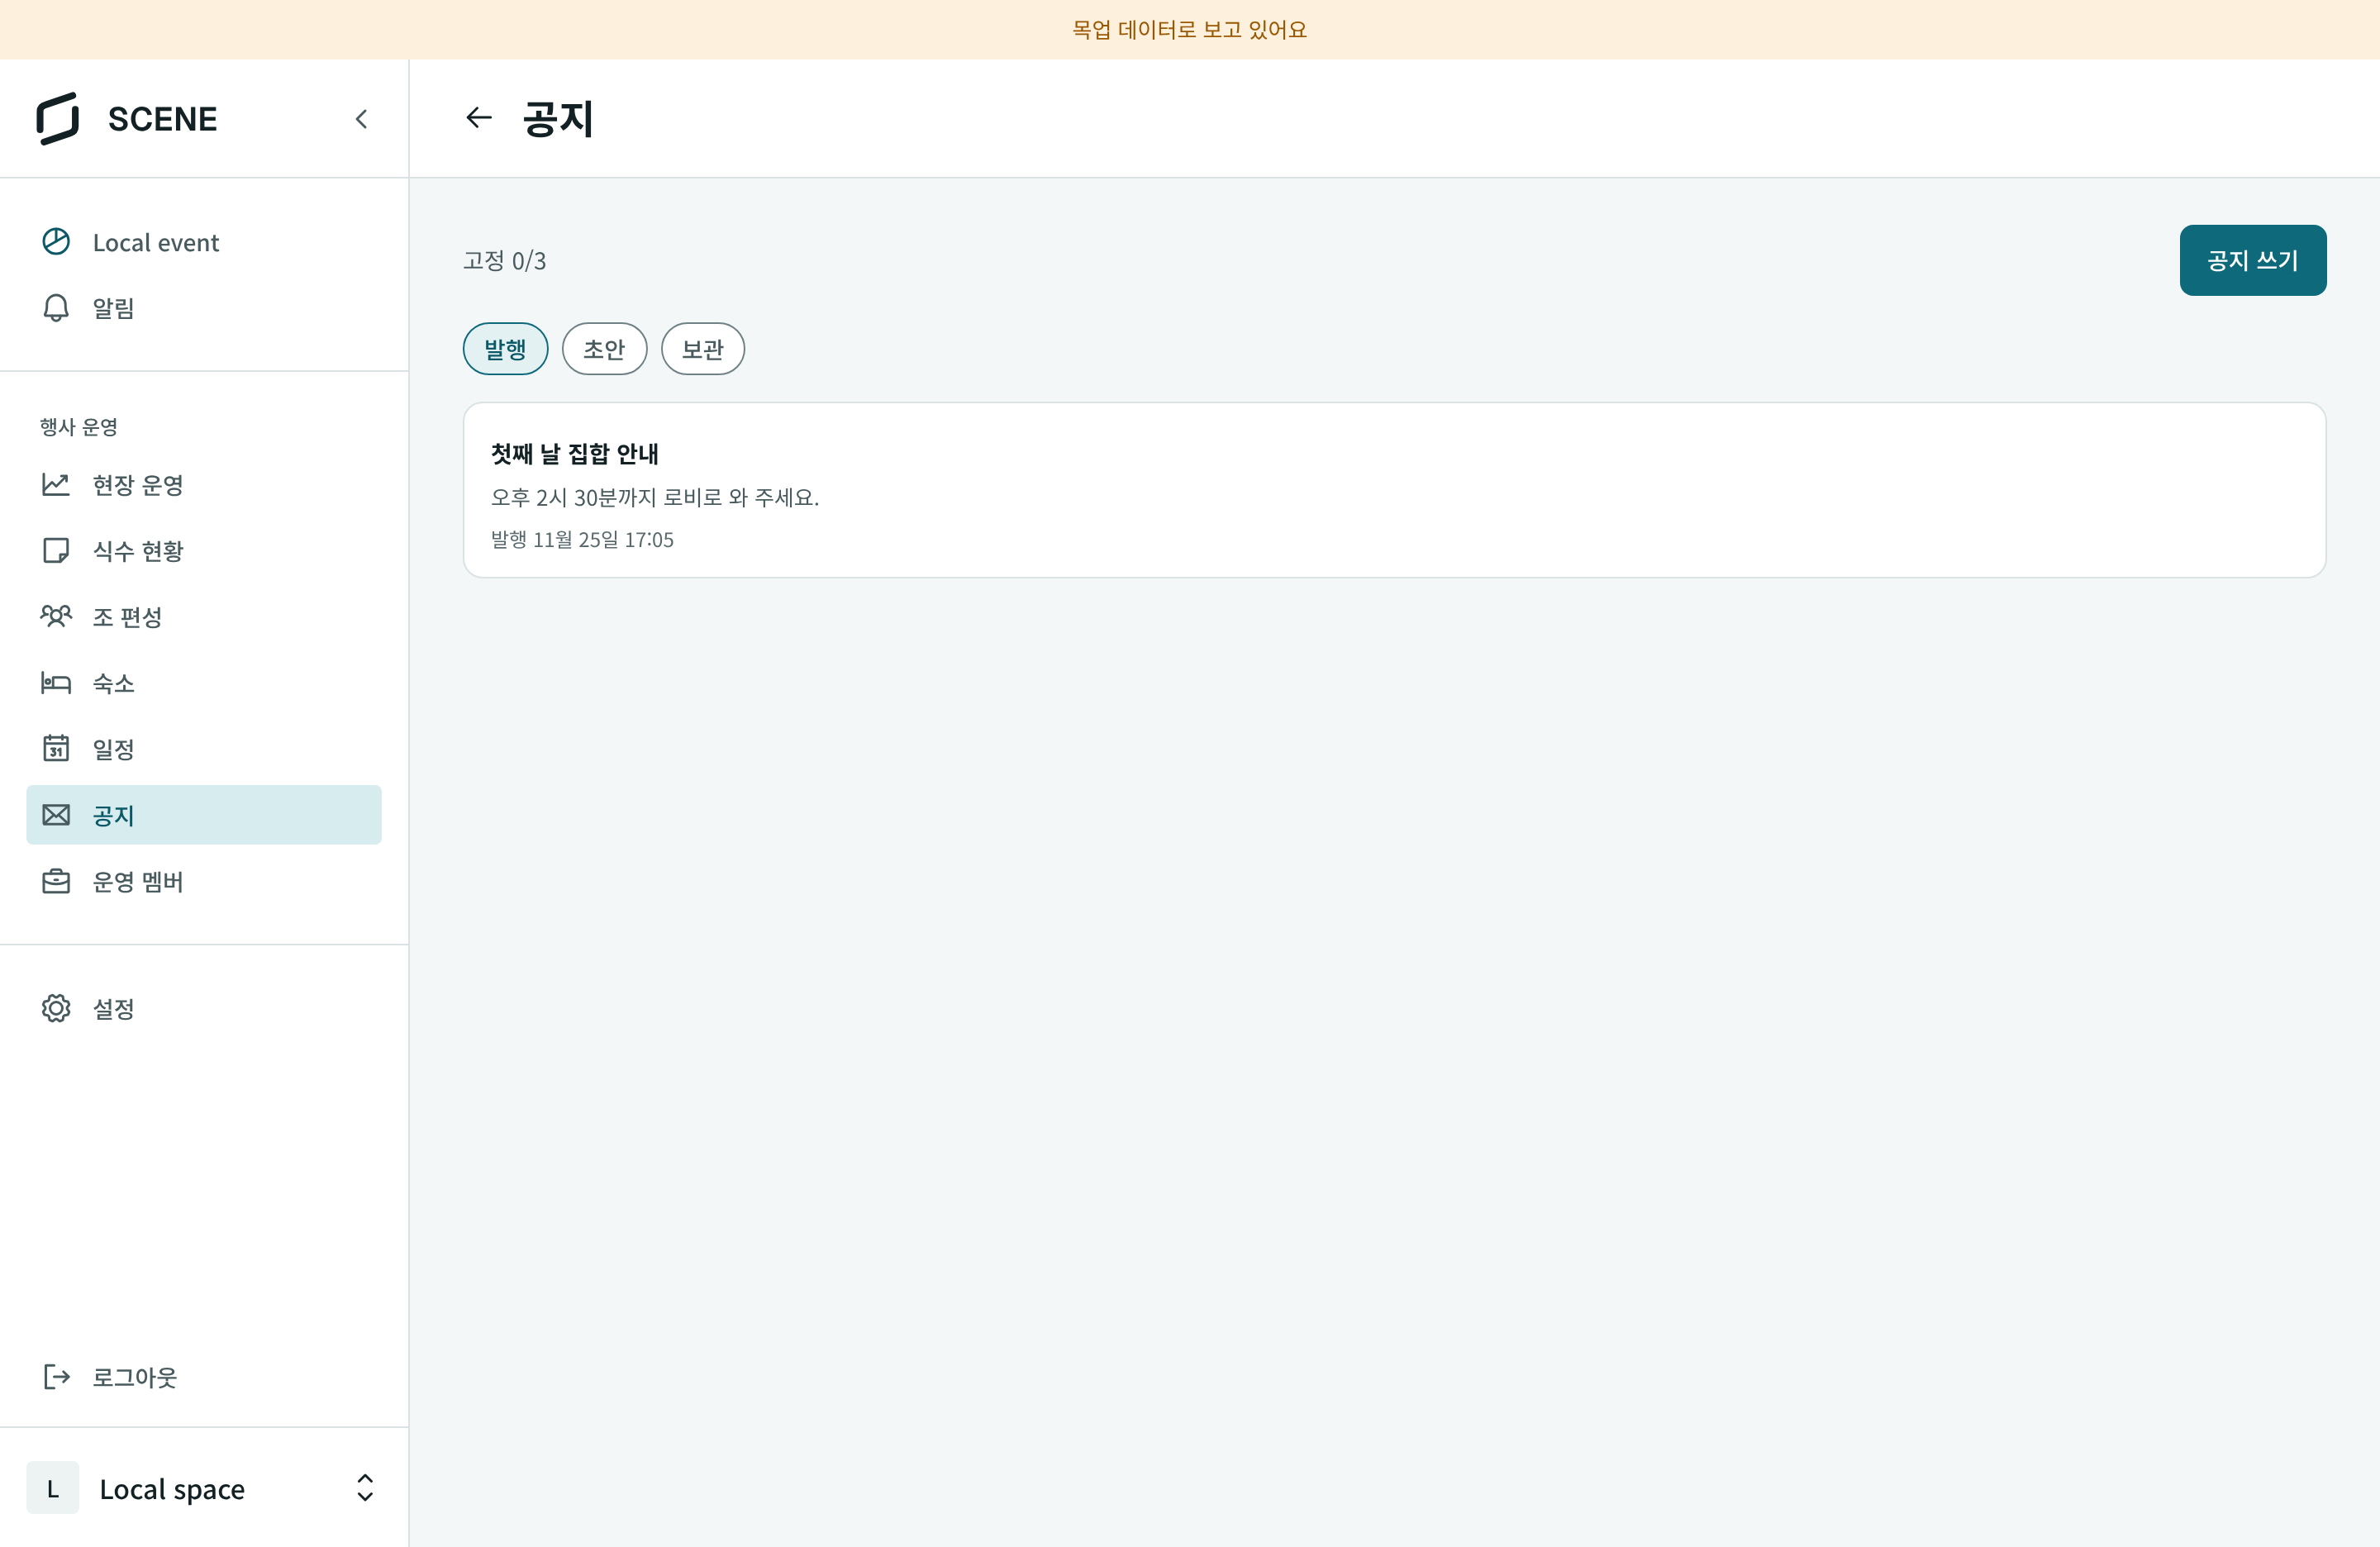 목업 데이터로 보고 있어요
SCENE
공지
Local event
알림
행사 운영
현장 운영
식수 현황
조 편성
숙소
31
일정
공지
운영 멤버
설정
로그아웃
L
Local space
고정 0/3
공지 쓰기
발행
초안
보관
첫째 날 집합 안내
오후 2시 30분까지 로비로 와 주세요.
발행 11월 25일 17:05